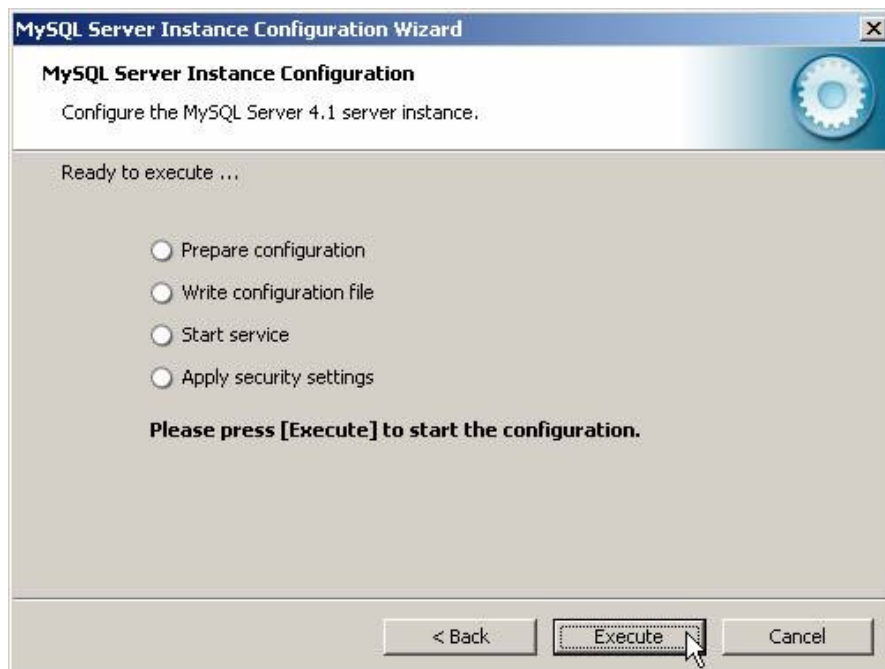 MySQL Server Instance Configuration Wizard
MySQL Server Instance Configuration
Configure the MySQL Server 4.1 server instance.
Ready to execute ...
Prepare configuration
Write configuration file
Start service
Apply security settings
Please press [Execute] to start the configuration.
< Back
Execute
Cancel